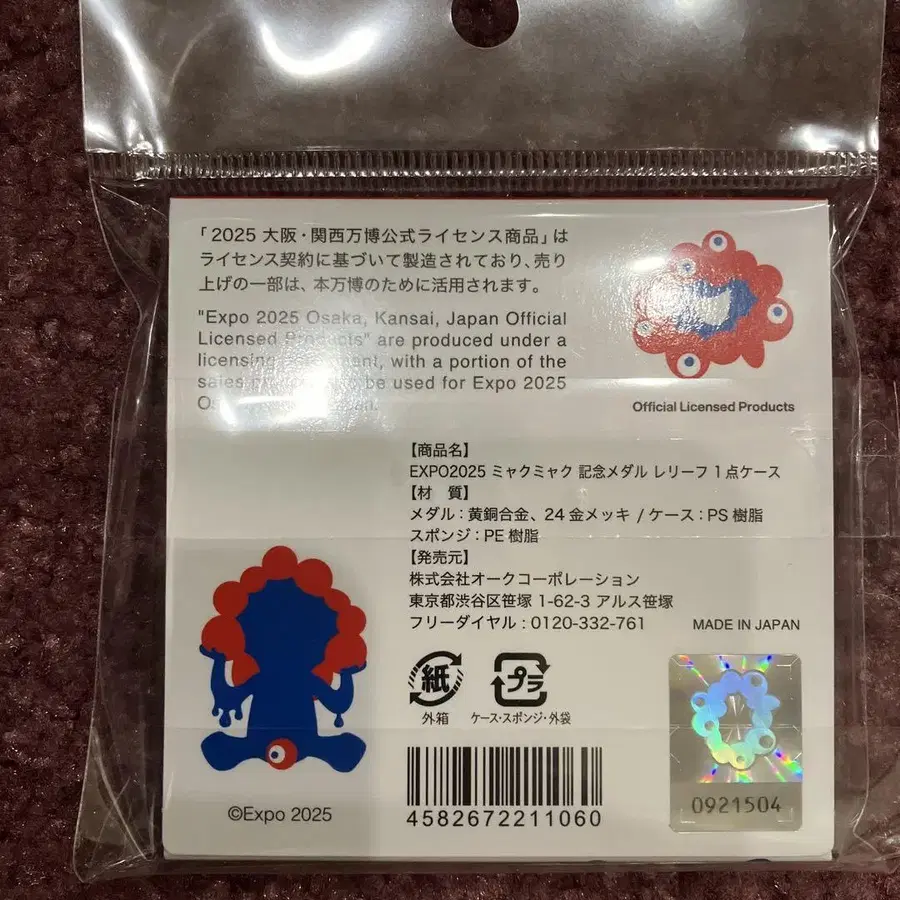 「2025 大阪・関西万博公式ライセンス商品」は
ライセンス契約に基づいて製造されており、売り
上げの一部は、本万博のために活用されます。
"Expo 2025 Osaka, Kansai, Japan Official
Licensed Products" are produced under a
licensing, with a portion of the
sales be used for Expo 2025
Official Licensed Products
【商品名】
EXPO2025 ミャクミャク 記念メダル レリーフ 1点ケース
【材 質】
メダル：黄銅合金、24金メッキ / ケース：PS樹脂
スポンジ：PE樹脂
【発売元】
株式会社オークコーポレーション
東京都渋谷区笹塚 1-62-3 アルス笹塚
フリーダイヤル：0120-332-761
MADE IN JAPAN
紙
プラ
外箱
ケース・スポンジ・外袋
©Expo 2025
4582672211060
0921504